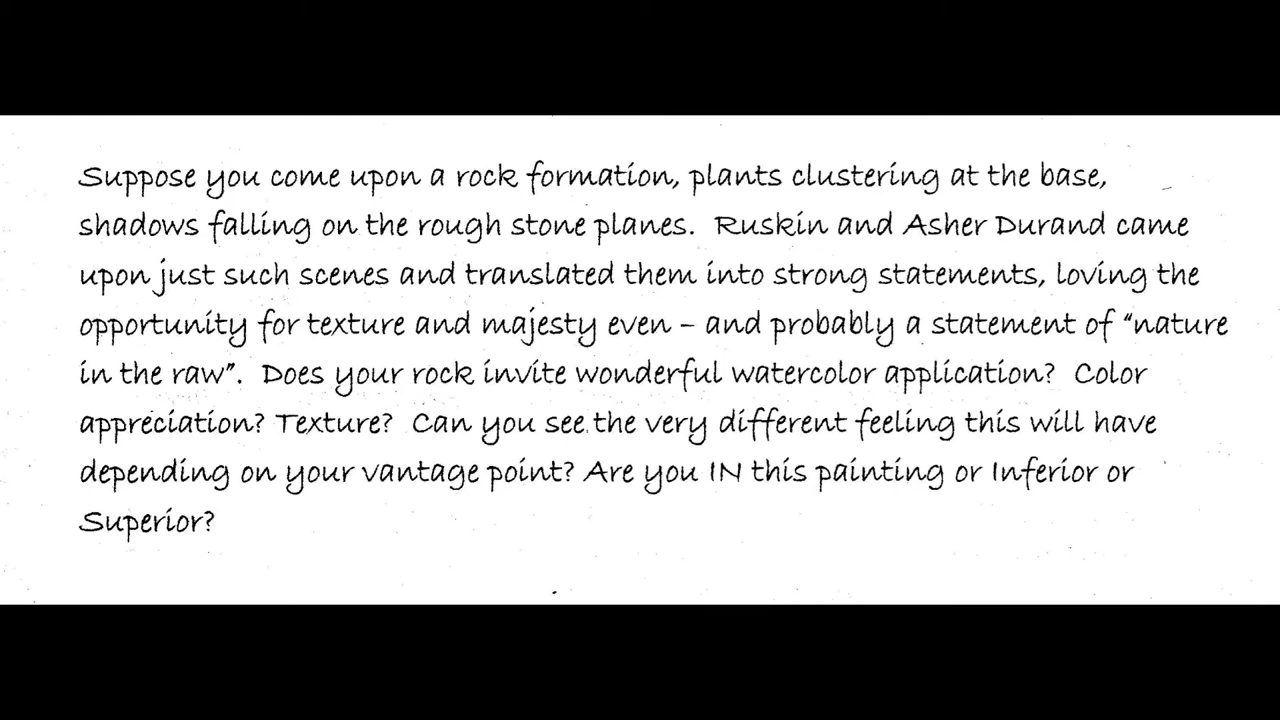 Suppose you come upon a rock formation, plants clustering at the base,
shadows falling on the rough stone planes.  Ruskin and Asher Durand came
upon just such scenes and translated them into strong statements, loving the
opportunity for texture and majesty even – and probably a statement of “nature
in the raw”.  Does your rock invite wonderful watercolor application?  Color
appreciation? Texture?  Can you see the very different feeling this will have
depending on your vantage point? Are you IN this painting or Inferior or
Superior?